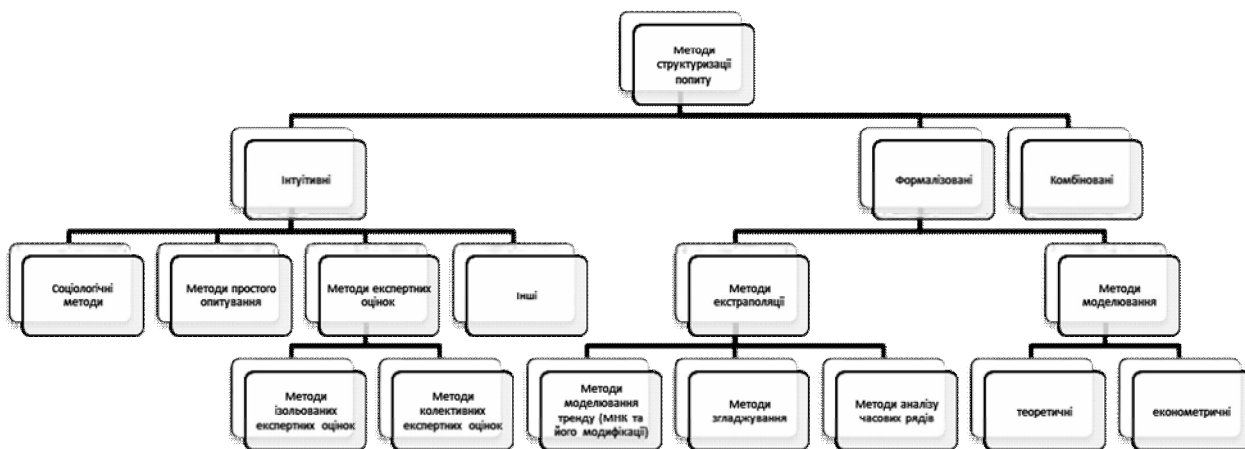 Методи
структуризації
попиту
Інтуітивні
Формалізовані
Комбіновані
Соціологічні
методи
Методи простого
опитування
Методи експертних
оцінок
Інші
Методи
екстраполяції
Методи
моделювання
Методи
ізольованих
експертних оцінок
Методи
колективних
експертних оцінок
Методи
моделювання
тренду (МНК та
його модифікації)
Методи
згладжування
Методи аналізу
часових рядів
теоретичні
економетричні